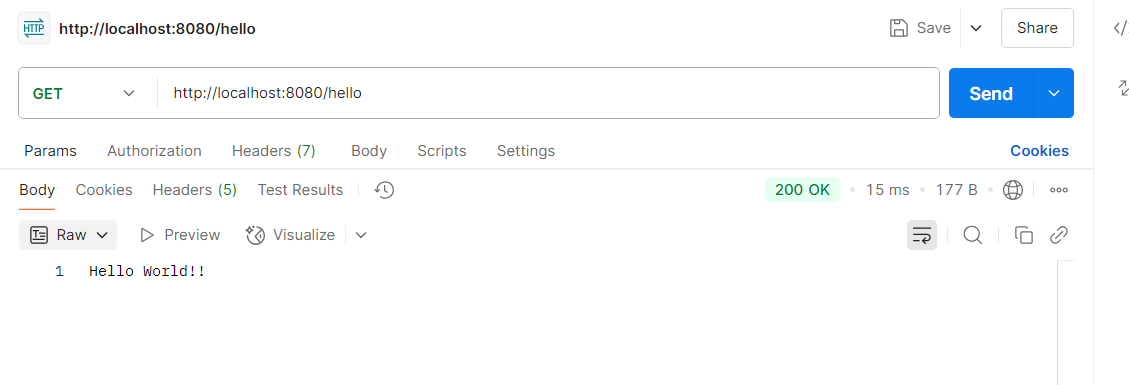 HTTP http://localhost:8080/hello Save Share
GET http://localhost:8080/hello Send
Params Authorization Headers (7) Body Scripts Settings Cookies
Body Cookies Headers (5) Test Results 200 OK 15 ms 177 B
Raw Preview Visualize
1 Hello World!!